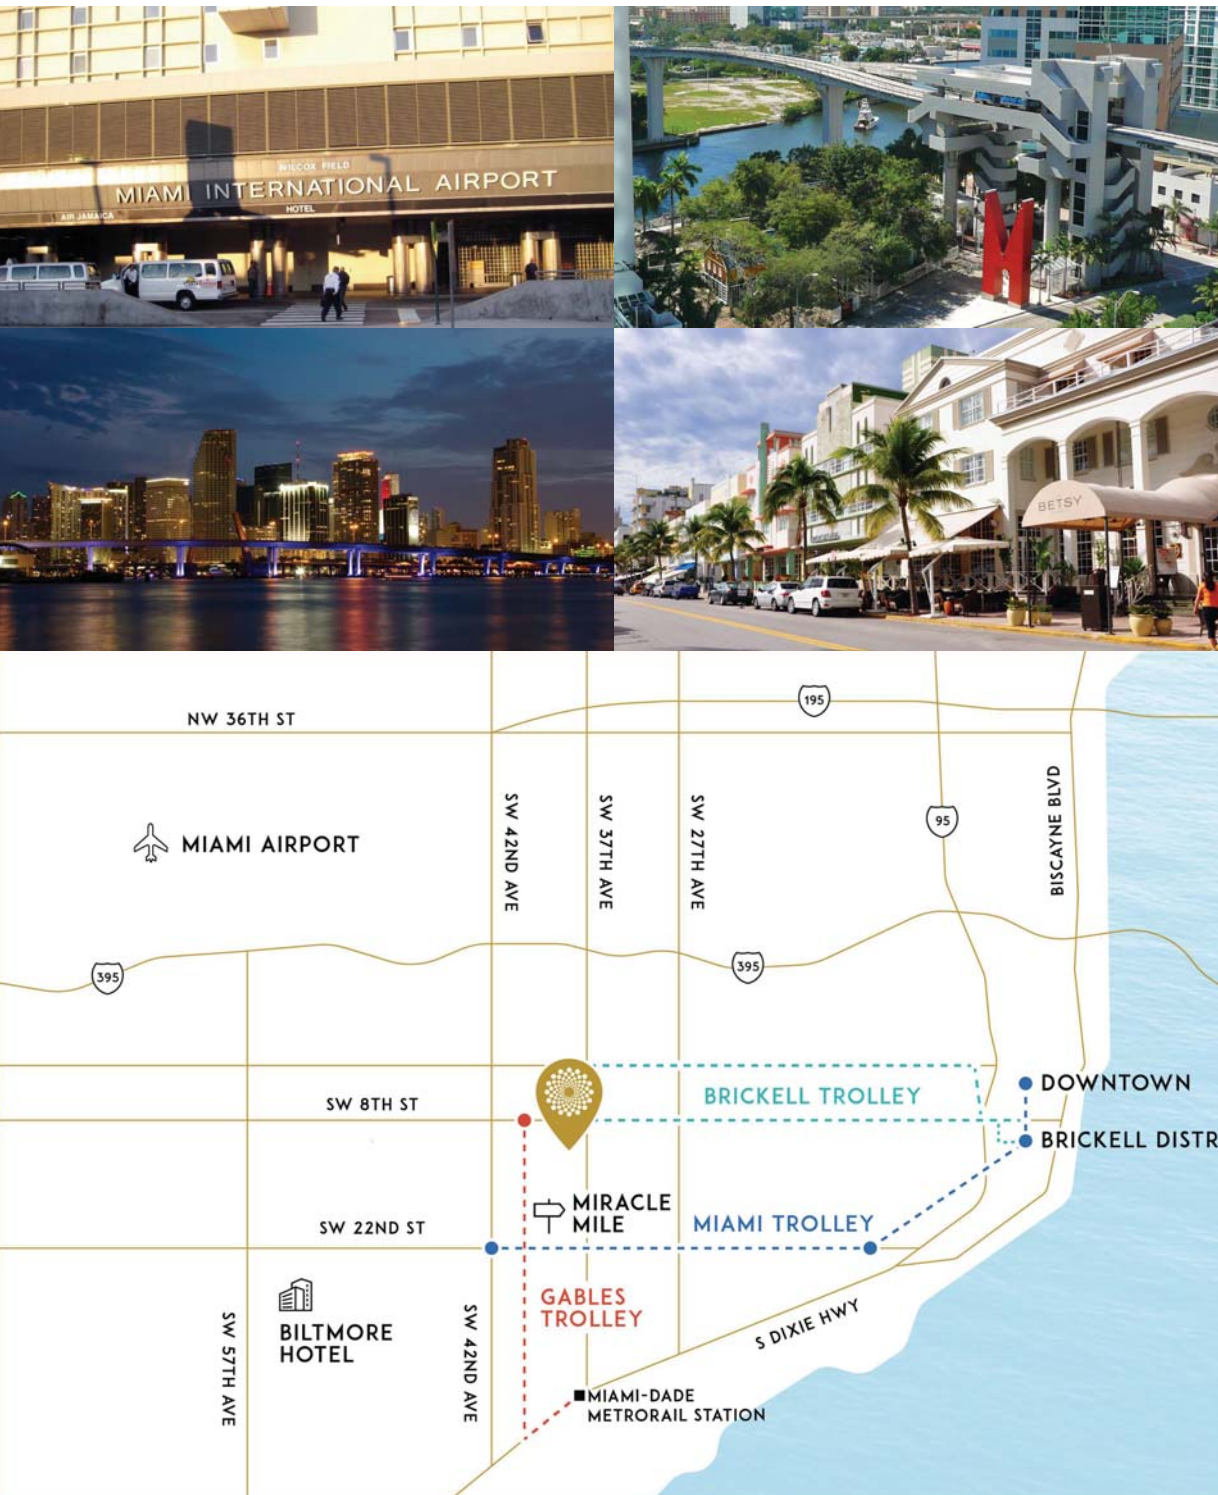 WILCOX FIELD
MIAMI INTERNATIONAL AIRPORT
AIR JAMAICA
HOTEL
BETSY
195
NW 36TH ST
95
BISCAYNE BLVD
SW 42ND AVE
SW 37TH AVE
SW 27TH AVE
MIAMI AIRPORT
395
395
DOWNTOWN
BRICKELL TROLLEY
SW 8TH ST
BRICKELL DISTR
MIRACLE
MILE
MIAMI TROLLEY
SW 22ND ST
GABLES
TROLLEY
BILTMORE
HOTEL
S DIXIE HWY
SW 57TH AVE
SW 42ND AVE
MIAMI-DADE
METRORAIL STATION